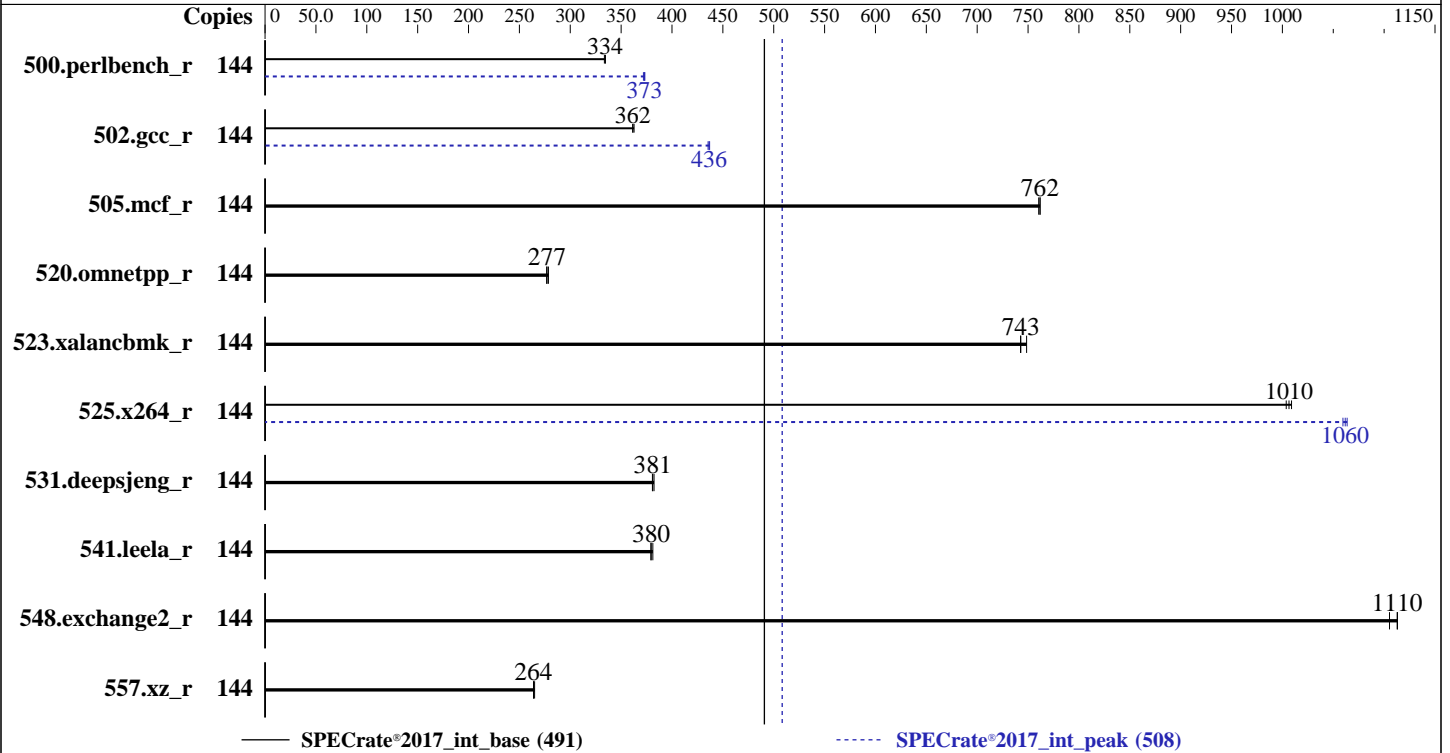 Copies 0 50.0 100 150 200 250 300 350 400 450 500 550 600 650 700 750 800 850 900 950 1000 1150
334
500.perlbench_r 144
373
362
502.gcc_r 144
436
762
505.mcf_r 144
277
520.omnetpp_r 144
743
523.xalancbmk_r 144
1010
525.x264_r 144
1060
381
531.deepsjeng_r 144
380
541.leela_r 144
1110
548.exchange2_r 144
264
557.xz_r 144
SPECrate®2017_int_base (491) SPECrate®2017_int_peak (508)